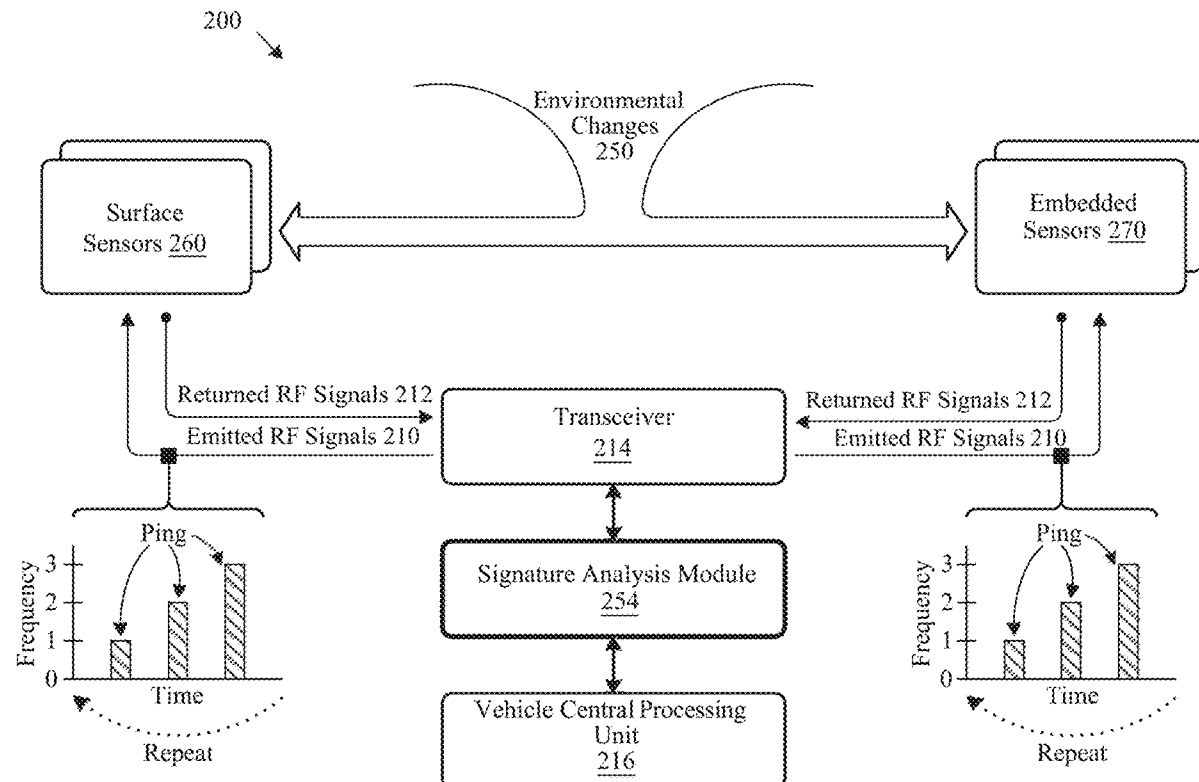 200
Environmental
Changes
250
Surface
Sensors 260
Embedded
Sensors 270
Returned RF Signals 212
Emitted RF Signals 210
Transceiver
214
Returned RF Signals 212
Emitted RF Signals 210
Ping
3
2
1
0
Frequency
Time
Repeat
Signature Analysis Module
254
Vehicle Central Processing
Unit
216
Ping
3
2
1
0
Frequency
Time
Repeat